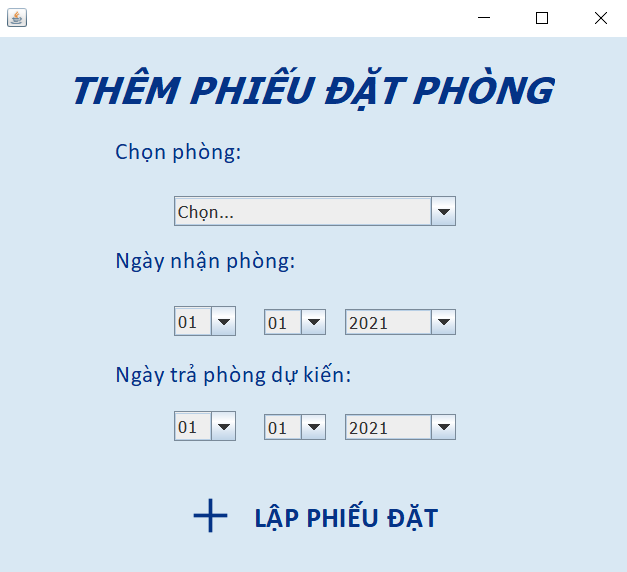 THÊM PHIẾU ĐẶT PHÒNG
Chọn phòng:
Chọn...
Ngày nhận phòng:
01 01 2021
Ngày trả phòng dự kiến:
01 01 2021
LẬP PHIẾU ĐẶT